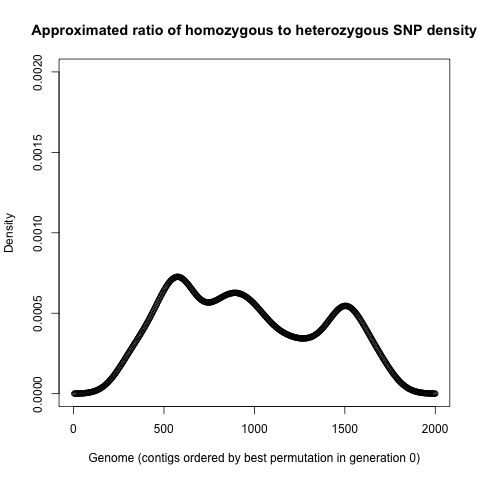 Approximated ratio of homozygous to heterozygous SNP density
0.0020
0.0015
0.0010
0.0005
0.0000
Density
0 500 1000 1500 2000
Genome (contigs ordered by best permutation in generation 0)